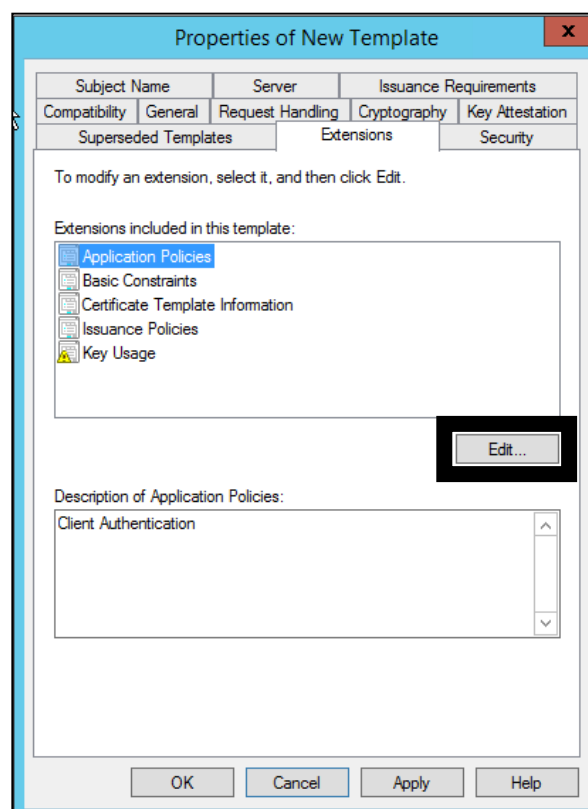 Properties of New Template
x
Subject Name Server Issuance Requirements
Compatibility General Request Handling Cryptography Key Attestation
Superseded Templates Extensions Security
To modify an extension, select it, and then click Edit.
Extensions included in this template:
Application Policies
Basic Constraints
Certificate Template Information
Issuance Policies
Key Usage
Edit...
Description of Application Policies:
Client Authentication
OK Cancel Apply Help